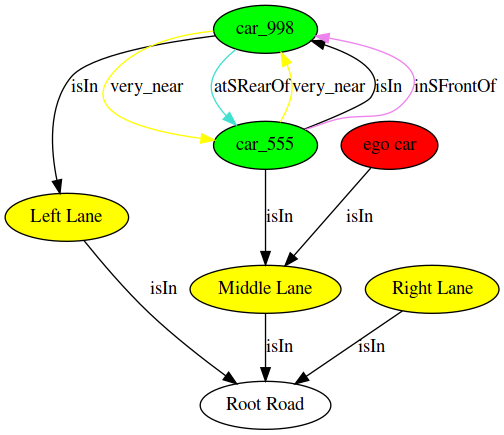 car_998
isIn very_near atSRearOf very_near isIn inSFrontOf
car_555 ego car
Left Lane isIn isIn
isIn Middle Lane Right Lane
isIn isIn
Root Road